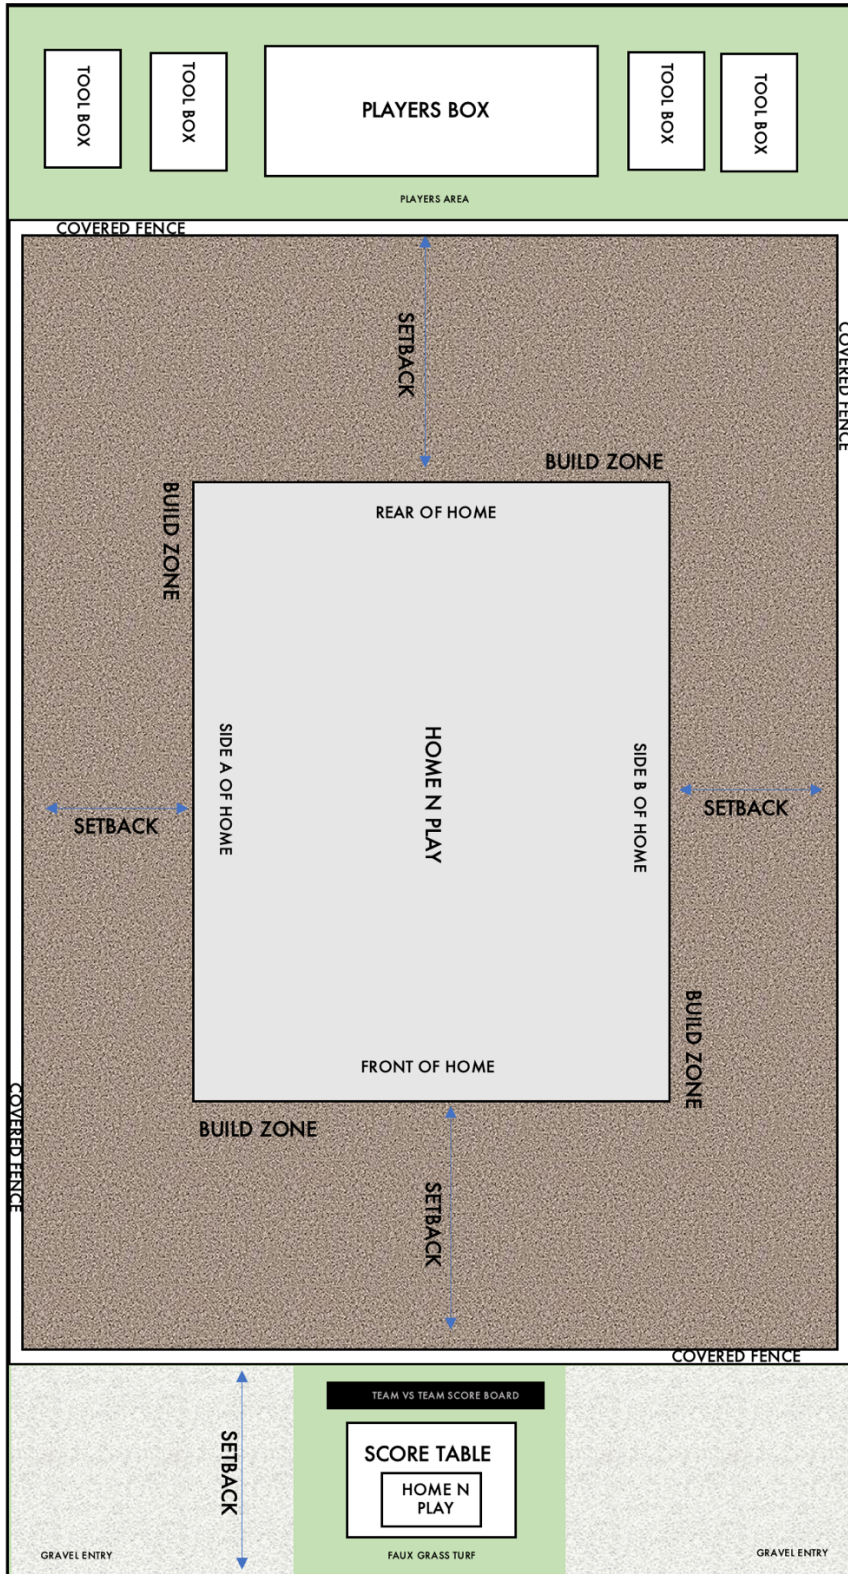 TOOL BOX
TOOL BOX
PLAYERS BOX
TOOL BOX
TOOL BOX
PLAYERS AREA
COVERED FENCE
SETBACK
COVERED FENCE
BUILD ZONE
BUILD ZONE
REAR OF HOME
SIDE A OF HOME
HOME N PLAY
SIDE B OF HOME
SETBACK
SETBACK
BUILD ZONE
FRONT OF HOME
COVERED FENCE
BUILD ZONE
SETBACK
COVERED FENCE
TEAM VS TEAM SCORE BOARD
SETBACK
SCORE TABLE
HOME N
PLAY
GRAVEL ENTRY
FAUX GRASS TURF
GRAVEL ENTRY